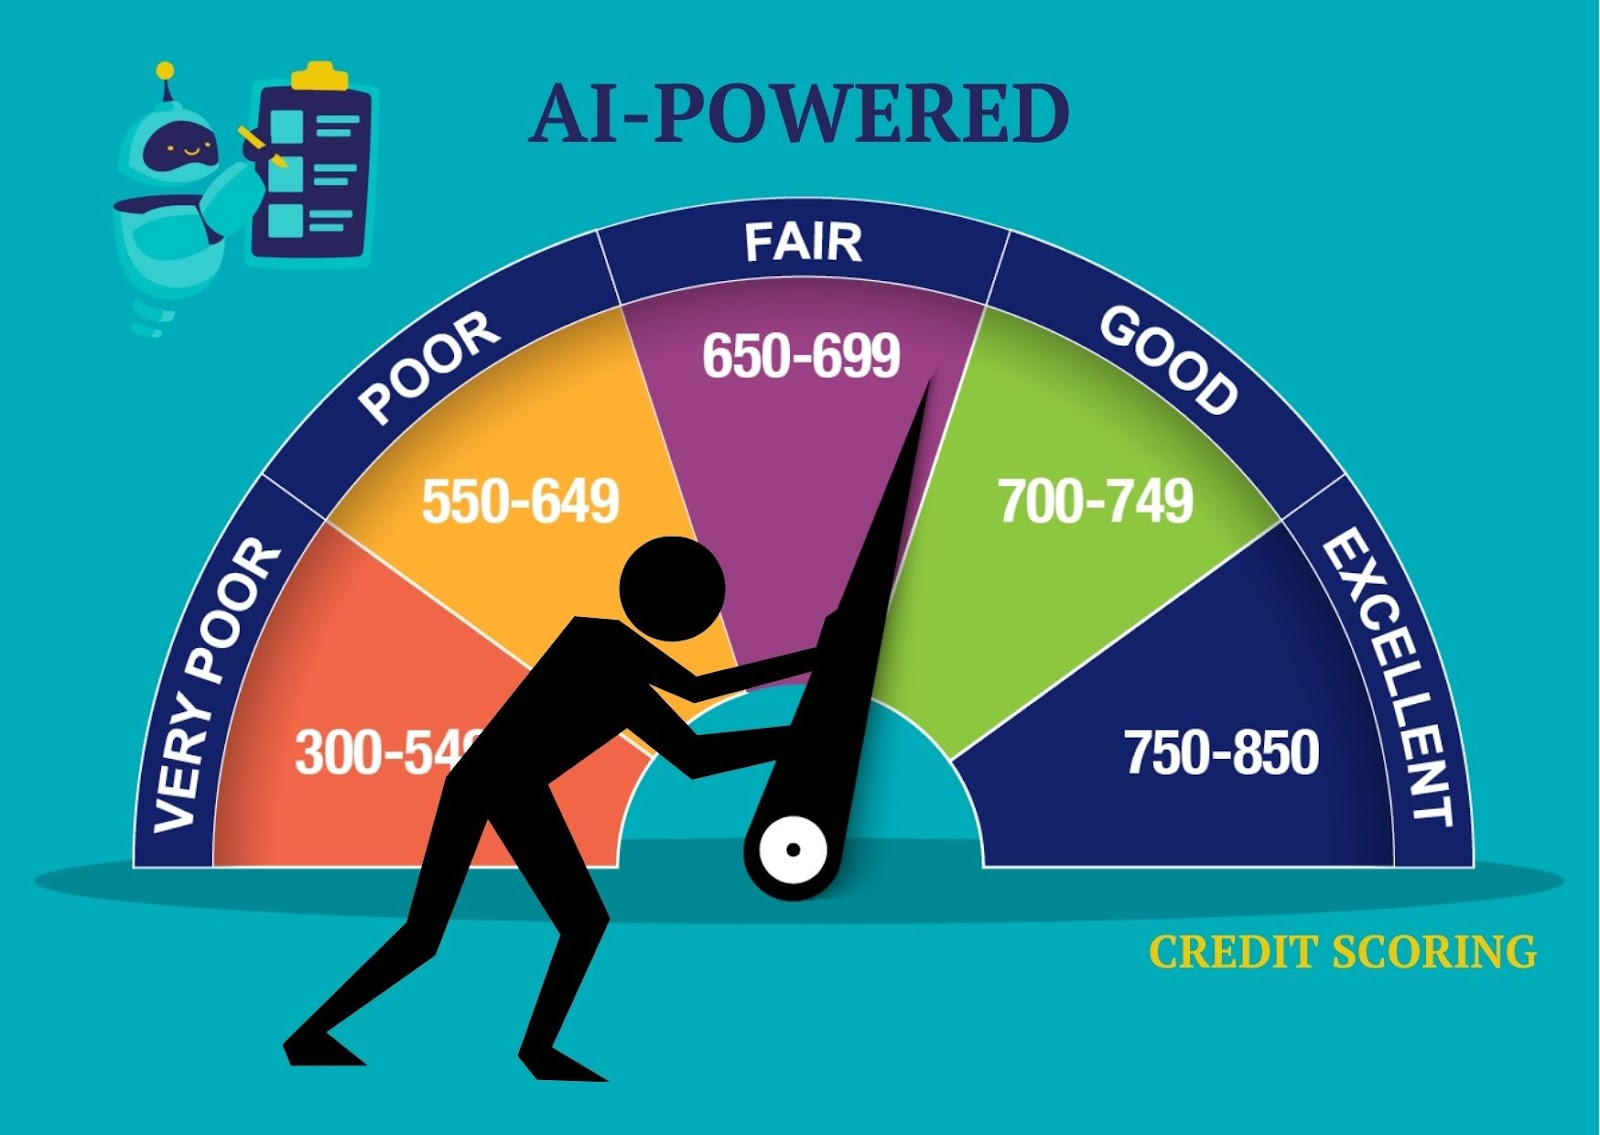 AI-POWERED
VERY POOR
POOR
FAIR
GOOD
EXCELLENT
300-54
550-649
650-699
700-749
750-850
CREDIT SCORING